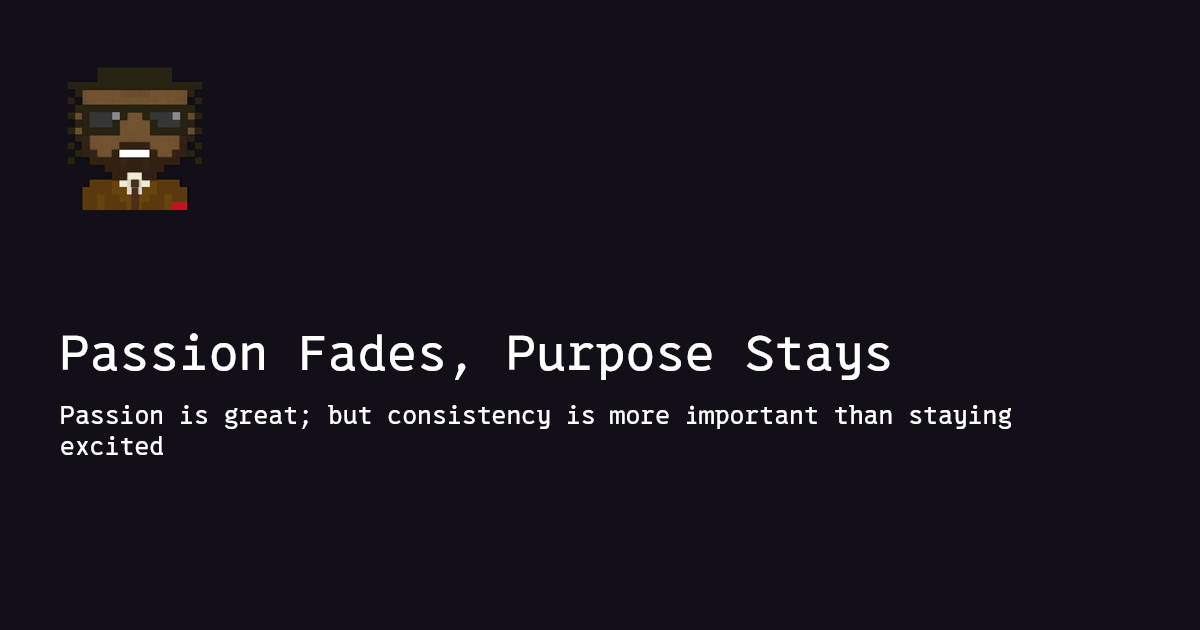 Passion Fades, Purpose Stays
Passion is great; but consistency is more important than staying
excited